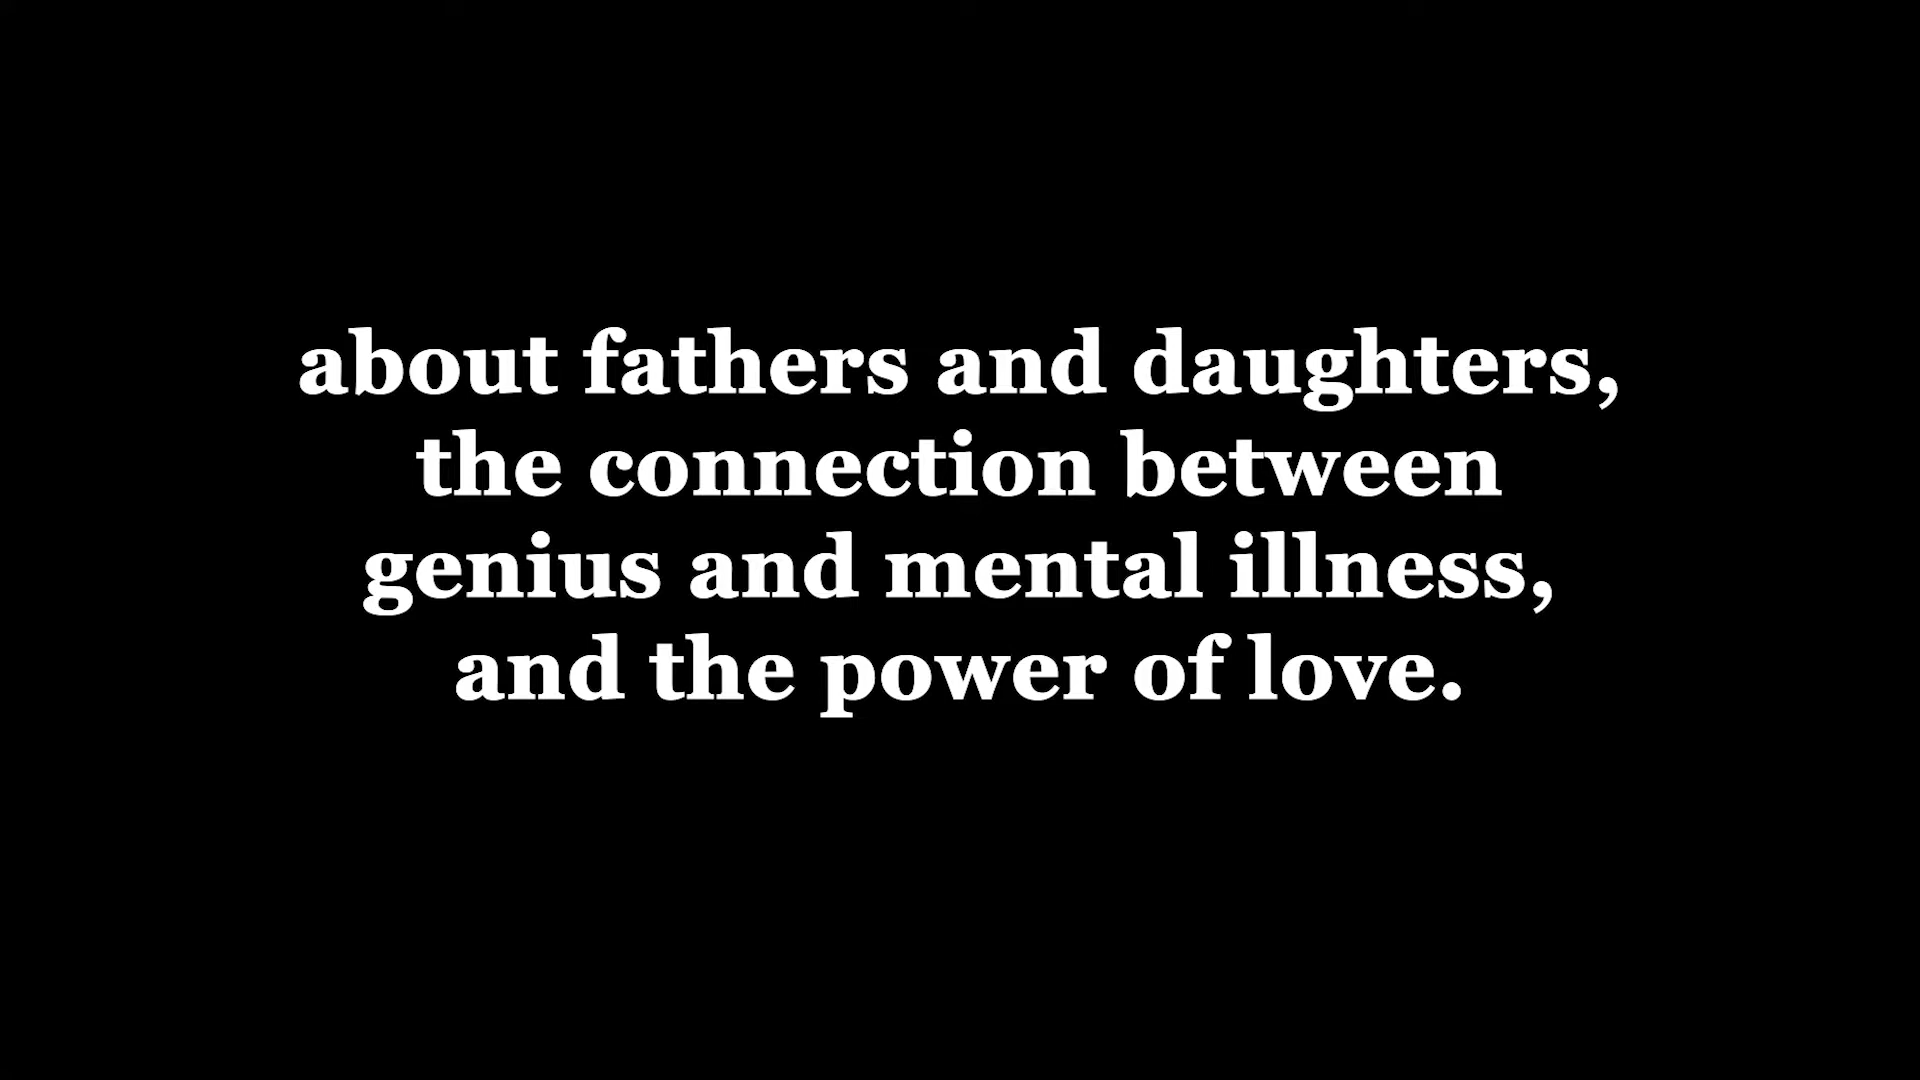 about fathers and daughters,
the connection between
genius and mental illness,
and the power of love.